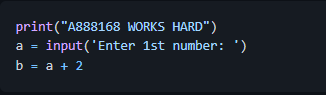 print("A888168 WORKS HARD")
a = input('Enter 1st number: ')
b = a + 2